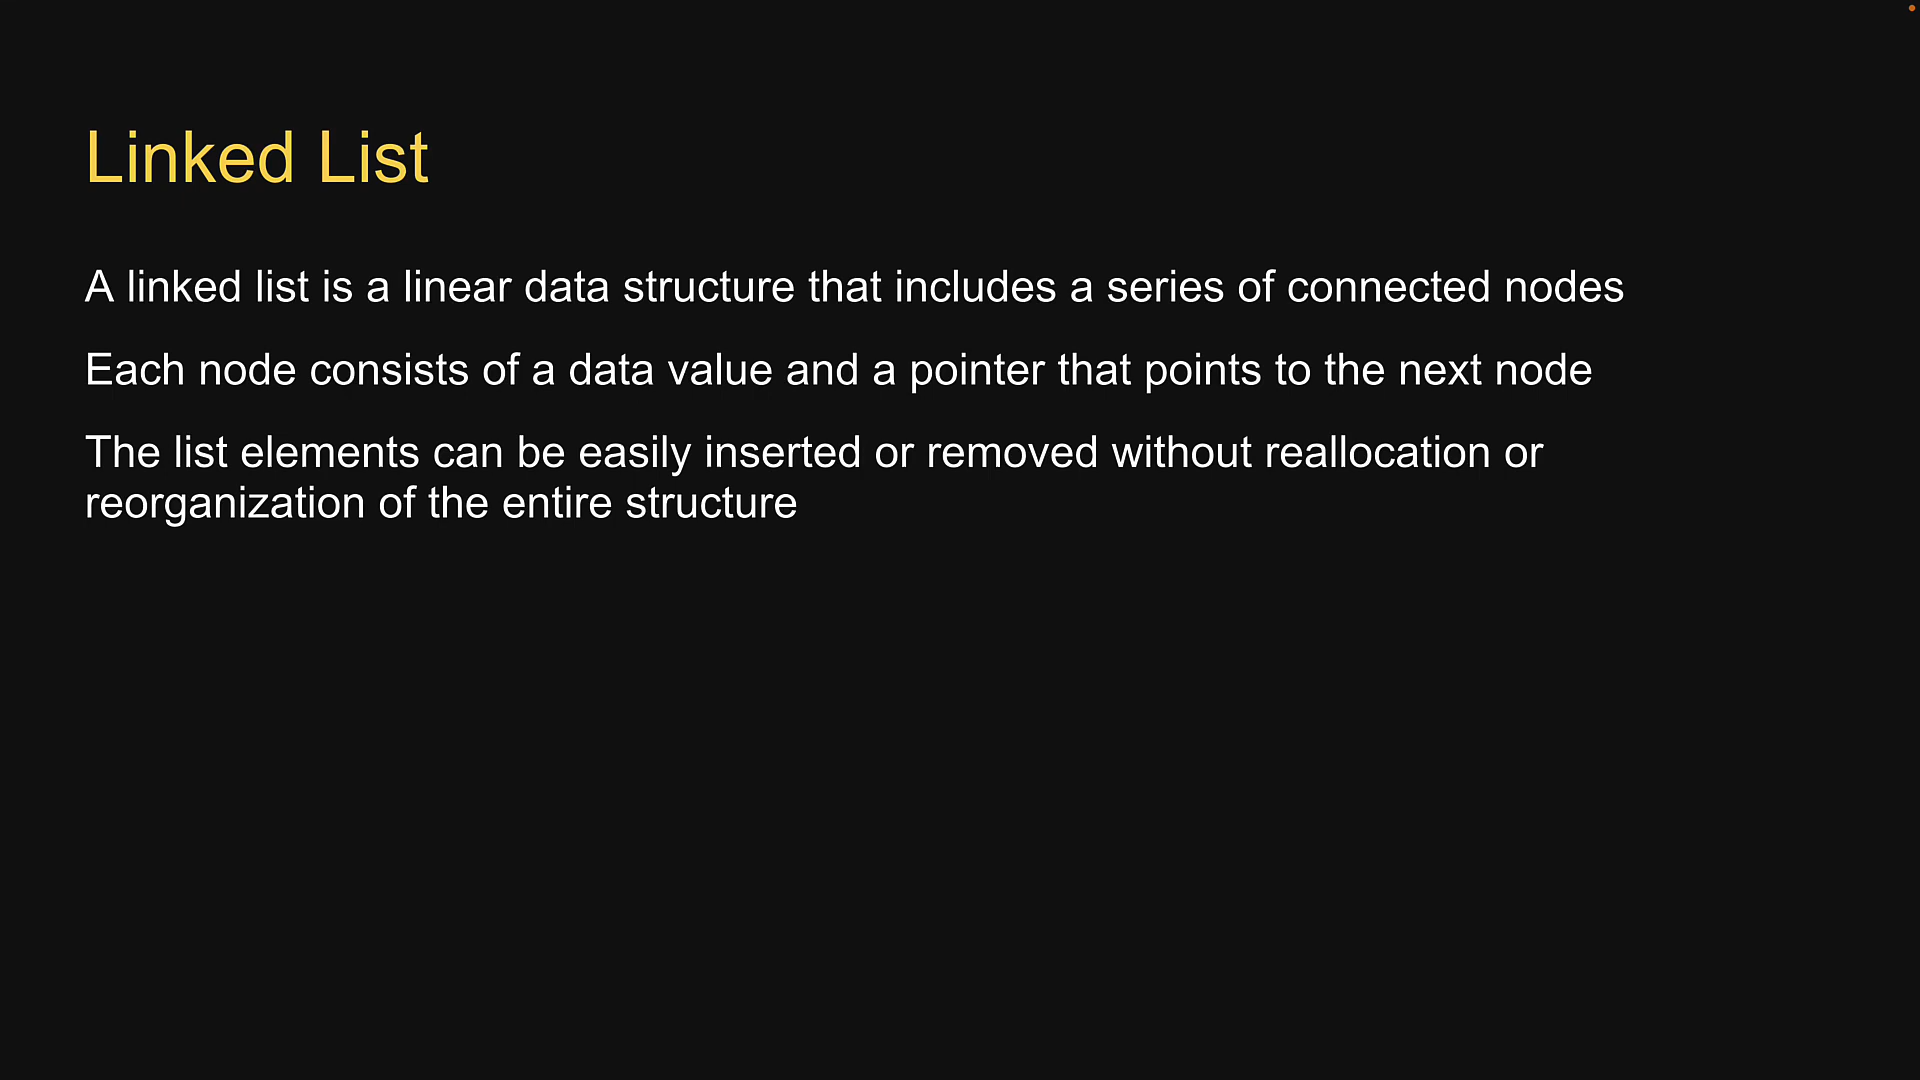 Linked List
A linked list is a linear data structure that includes a series of connected nodes
Each node consists of a data value and a pointer that points to the next node
The list elements can be easily inserted or removed without reallocation or
reorganization of the entire structure